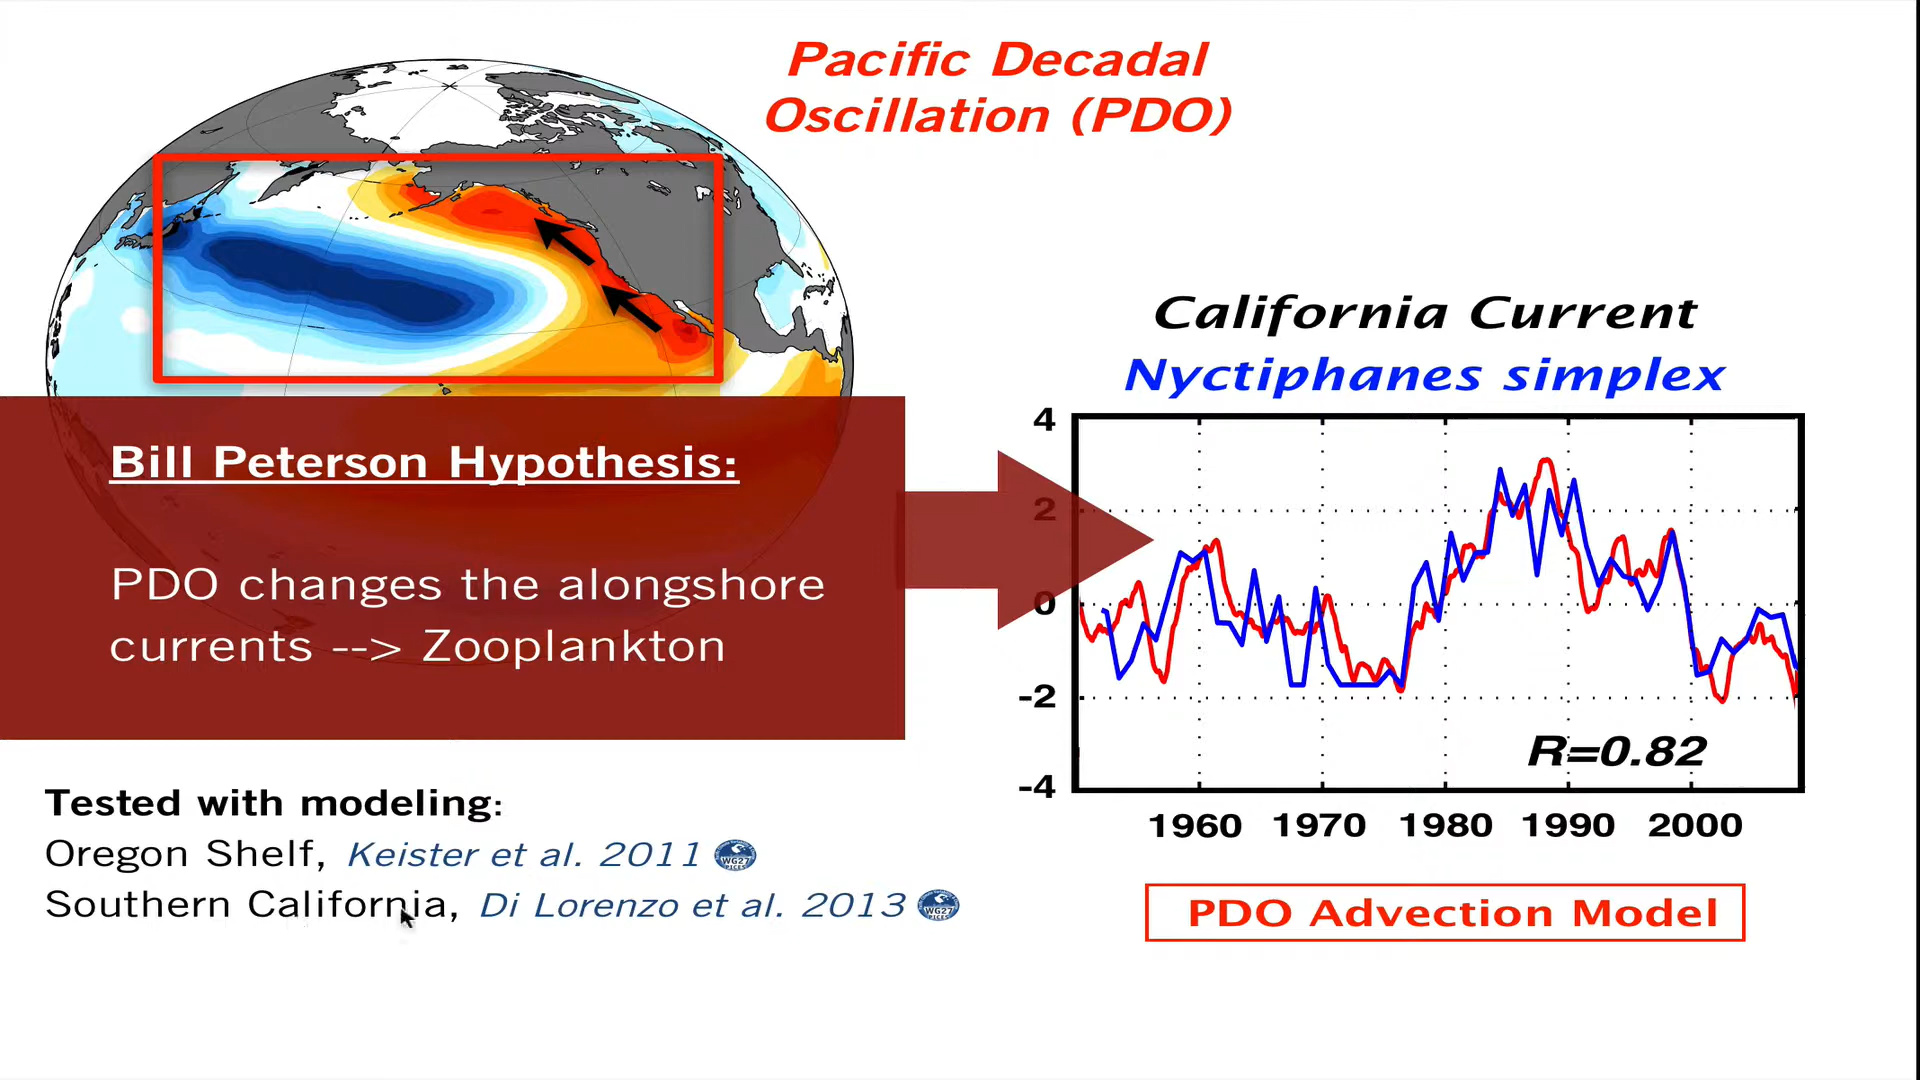 Pacific Decadal
Oscillation (PDO)
California Current
Nyctiphanes simplex
Bill Peterson Hypothesis:
PDO changes the alongshore
currents --> Zooplankton
4
2
0
-2
-4
R=0.82
1960 1970 1980 1990 2000
PDO Advection Model
Tested with modeling:
Oregon Shelf, Keister et al. 2011
WG27
Southern California, Di Lorenzo et al. 2013
WG27